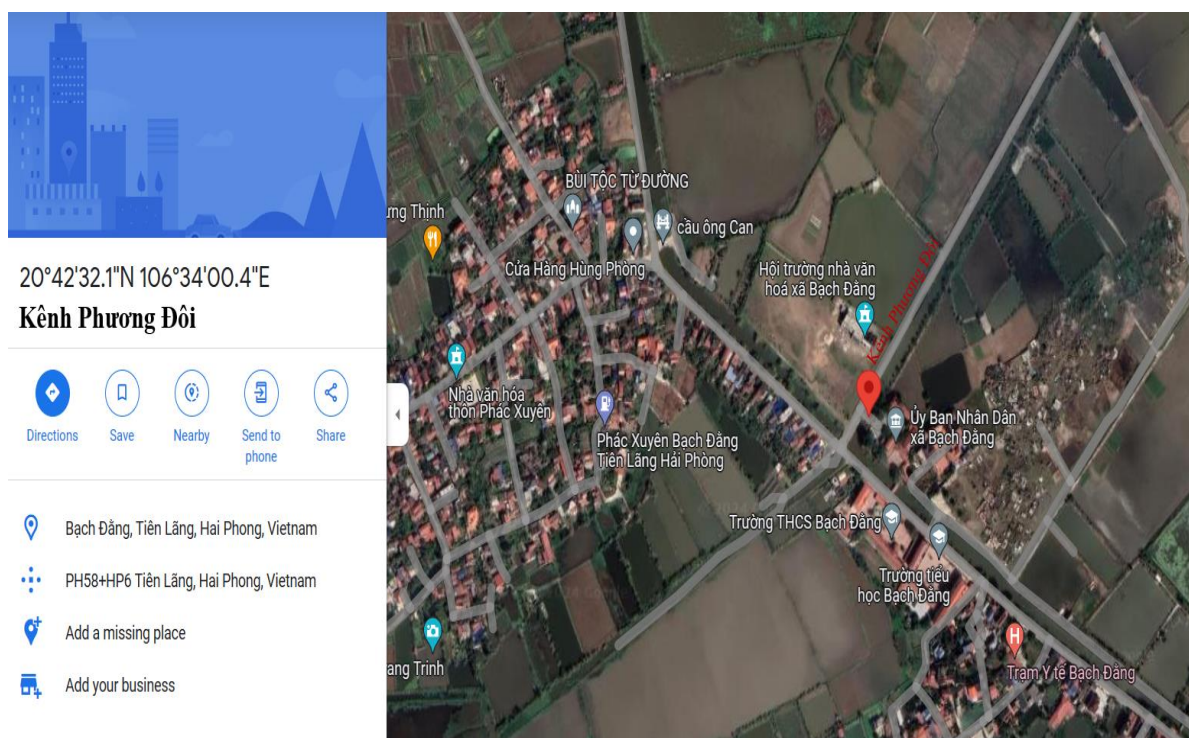 20°42'32.1"N 106°34'00.4"E
Kênh Phương Đôi
Directions
Save
Nearby
Send to
phone
Share
Bạch Đằng, Tiên Lãng, Hai Phong, Vietnam
PH58+HP6 Tiên Lãng, Hai Phong, Vietnam
Add a missing place
Add your business
BÙI TỘC TỪ ĐƯỜNG
ưng Thịnh
cầu ông Can
Cửa Hàng Hùng Phòng
Hội trường nhà văn
hoá xã Bạch Đằng
Kênh Phương Đôi
Nhà văn hóa
thôn Phác Xuyên
Phác Xuyên Bạch Đằng
Tiên Lãng Hải Phòng
Ủy Ban Nhân Dân
xã Bạch Đằng
Trường THCS Bạch Đằng
Trường tiểu
học Bạch Đằng
ang Trinh
Trạm Y tế Bạch Đằng
H